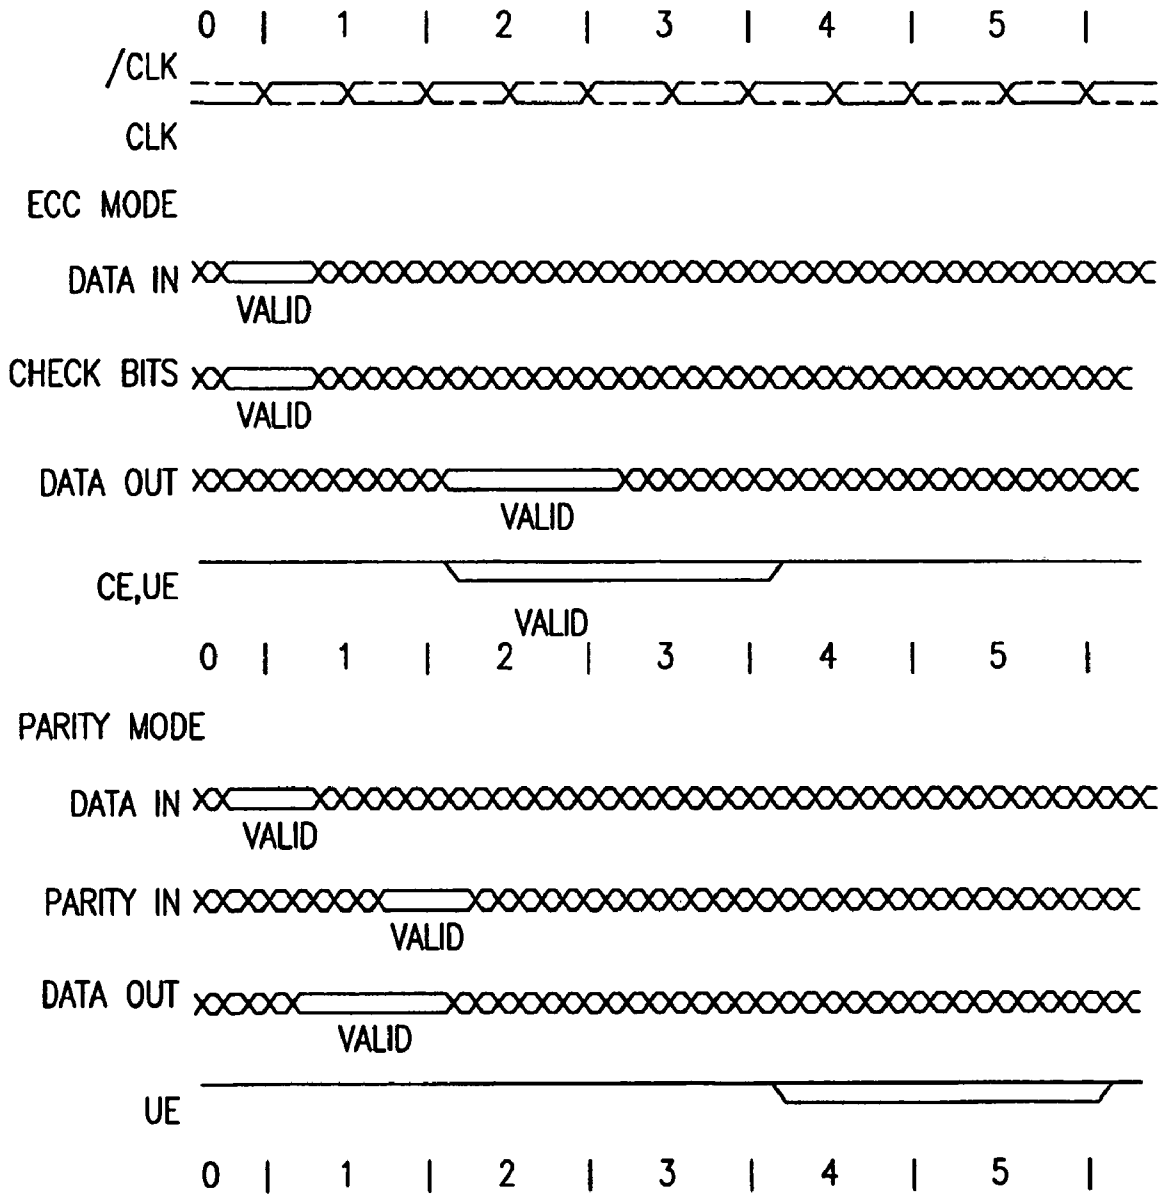 0 | 1 | 2 | 3 | 4 | 5 |
/CLK
CLK
ECC MODE
DATA IN
VALID
CHECK BITS
VALID
DATA OUT
VALID
CE,UE
VALID
0 | 1 | 2 | 3 | 4 | 5 |
PARITY MODE
DATA IN
VALID
PARITY IN
VALID
DATA OUT
VALID
UE
0 | 1 | 2 | 3 | 4 | 5 |